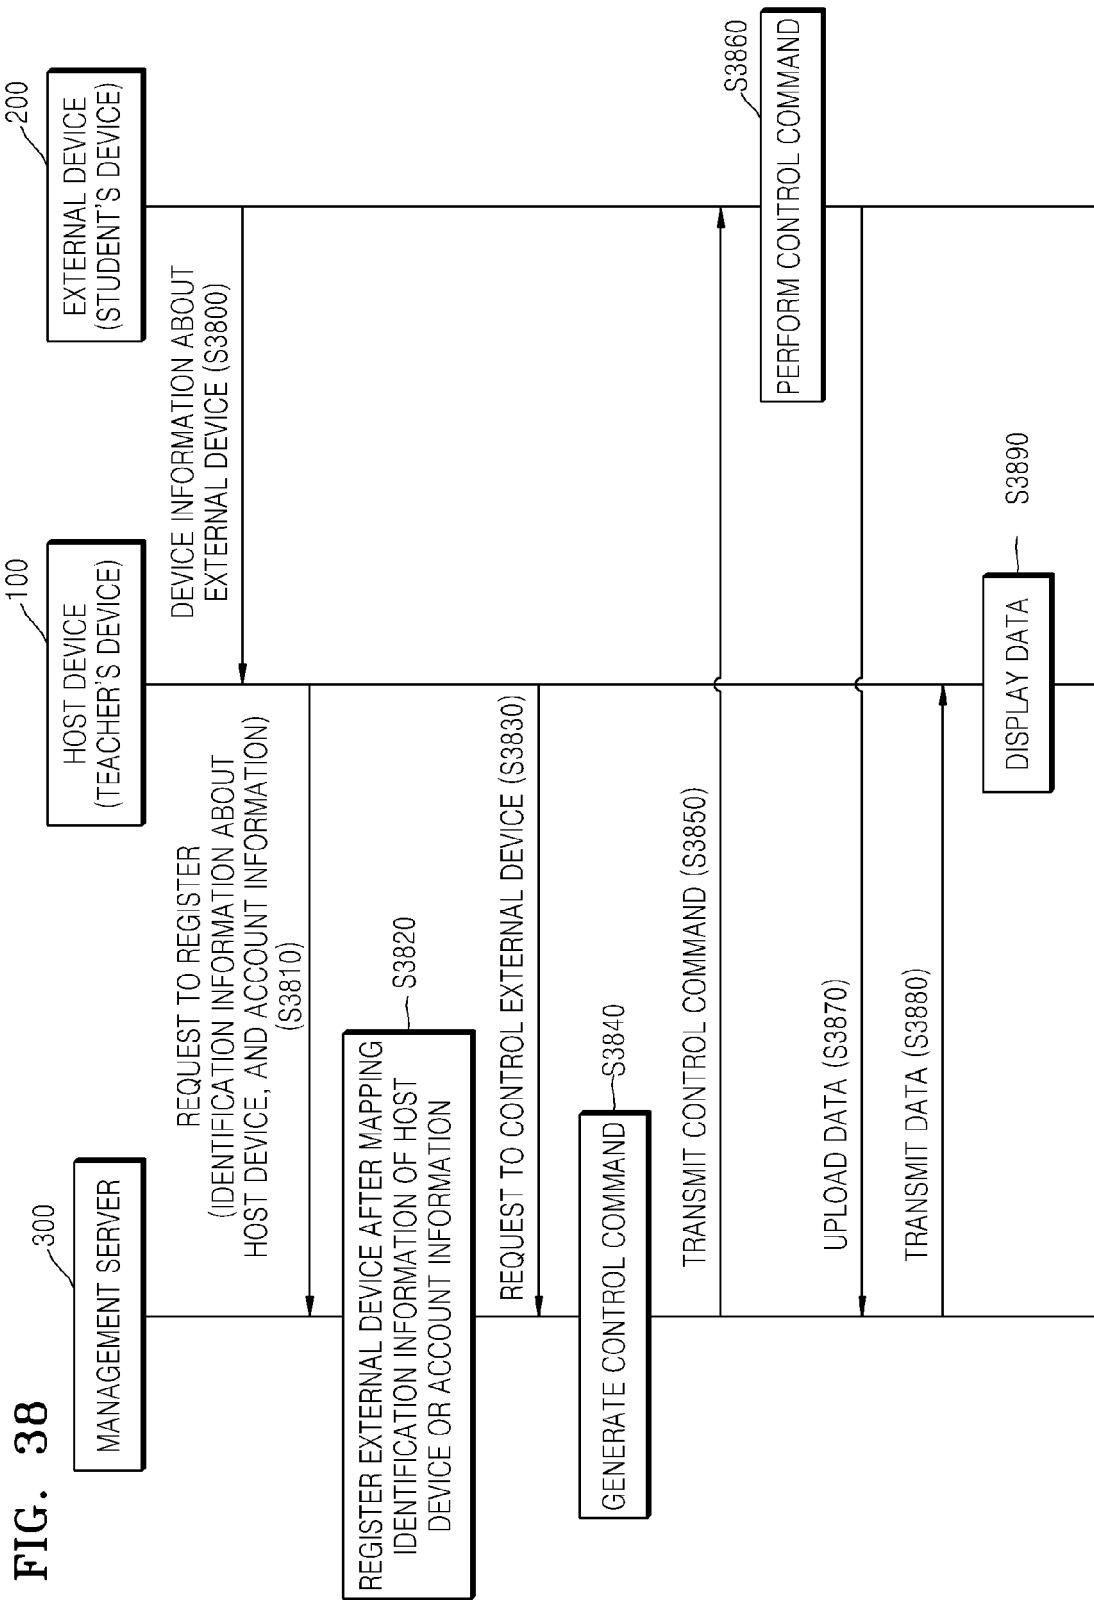 FIG. 38
300
MANAGEMENT SERVER
100
HOST DEVICE
(TEACHER'S DEVICE)
200
EXTERNAL DEVICE
(STUDENT'S DEVICE)
DEVICE INFORMATION ABOUT
EXTERNAL DEVICE (S3800)
REQUEST TO REGISTER
(IDENTIFICATION INFORMATION ABOUT
HOST DEVICE, AND ACCOUNT INFORMATION)
(S3810)
REGISTER EXTERNAL DEVICE AFTER MAPPING
IDENTIFICATION INFORMATION OF HOST
DEVICE OR ACCOUNT INFORMATION
S3820
REQUEST TO CONTROL EXTERNAL DEVICE (S3830)
GENERATE CONTROL COMMAND
S3840
TRANSMIT CONTROL COMMAND (S3850)
S3860
PERFORM CONTROL COMMAND
UPLOAD DATA (S3870)
TRANSMIT DATA (S3880)
DISPLAY DATA
S3890